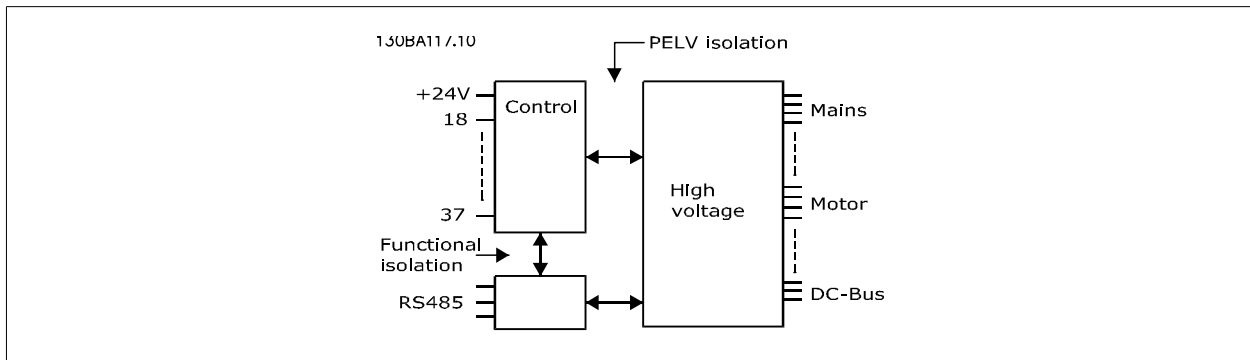 130BA117.10
PELV isolation
+24V
Control
Mains
18
High
voltage
37
Motor
Functional
isolation
RS485
DC-Bus